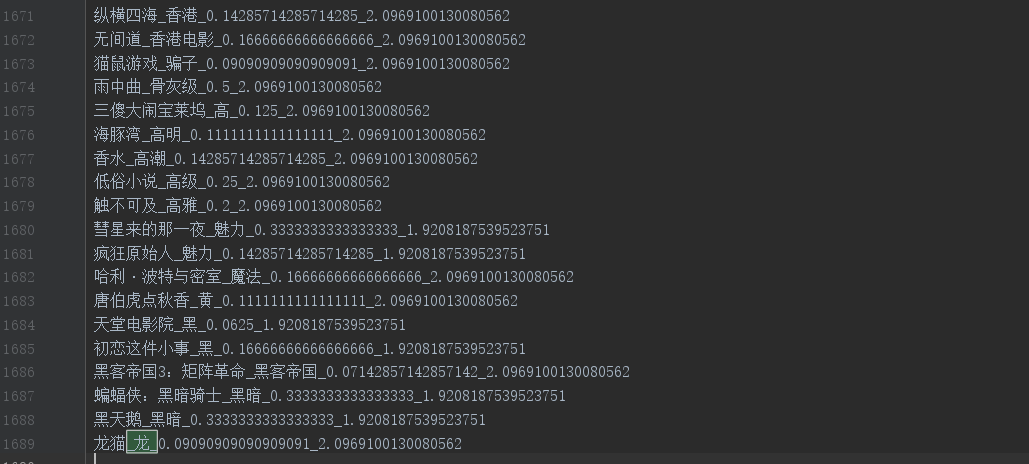 1671 纵横四海_香港_0.14285714285714285_2.0969100130080562
1672 无间道_香港电影_0.16666666666666666_2.0969100130080562
1673 猫鼠游戏_骗子_0.09090909090909091_2.0969100130080562
1674 雨中曲_骨灰级_0.5_2.0969100130080562
1675 三傻大闹宝莱坞_高_0.125_2.0969100130080562
1676 海豚湾_高明_0.1111111111111111_2.0969100130080562
1677 香水_高潮_0.14285714285714285_2.0969100130080562
1678 低俗小说_高级_0.25_2.0969100130080562
1679 触不可及_高雅_0.2_2.0969100130080562
1680 彗星来的那一夜_魅力_0.3333333333333333_1.9208187539523751
1681 疯狂原始人_魅力_0.14285714285714285_1.9208187539523751
1682 哈利·波特与密室_魔法_0.16666666666666666_2.0969100130080562
1683 唐伯虎点秋香_黄_0.1111111111111111_2.0969100130080562
1684 天堂电影院_黑_0.0625_1.9208187539523751
1685 初恋这件小事_黑_0.16666666666666666_1.9208187539523751
1686 黑客帝国3：矩阵革命_黑客帝国_0.07142857142857142_2.0969100130080562
1687 蝙蝠侠：黑暗骑士_黑暗_0.3333333333333333_1.9208187539523751
1688 黑天鹅_黑暗_0.3333333333333333_1.9208187539523751
1689 龙猫_龙_0.09090909090909091_2.0969100130080562